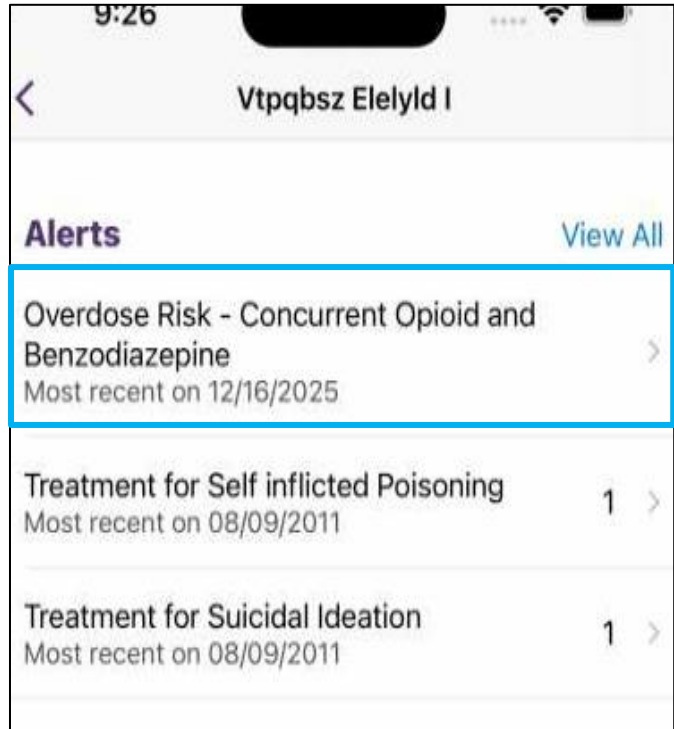 9:26
Vtpqbsz Elelyld I
Alerts View All
Overdose Risk - Concurrent Opioid and
Benzodiazepine
Most recent on 12/16/2025
Treatment for Self inflicted Poisoning 1
Most recent on 08/09/2011
Treatment for Suicidal Ideation 1
Most recent on 08/09/2011